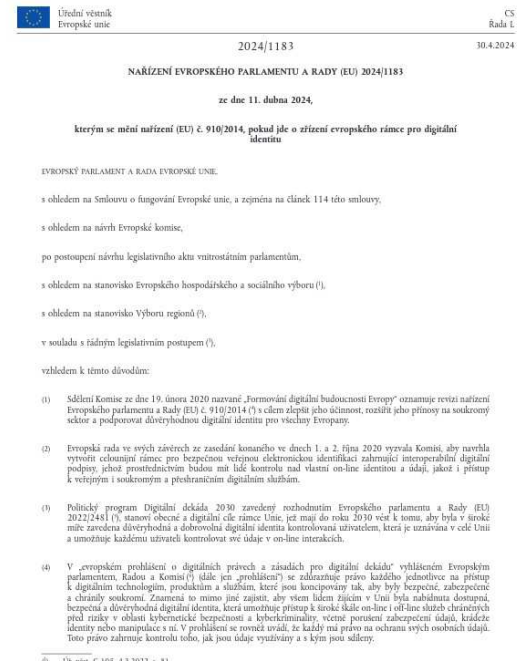 Úřední věstník
Evropské unie
CS
Řada L
2024/1183
30.4.2024
NAŘÍZENÍ EVROPSKÉHO PARLAMENTU A RADY (EU) 2024/1183
ze dne 11. dubna 2024,
kterým se mění nařízení (EU) č. 910/2014, pokud jde o zřízení evropského rámce pro digitální
identitu
EVROPSKÝ PARLAMENT A RADA EVROPSKÉ UNIE,
s ohledem na Smlouvu o fungování Evropské unie, a zejména na článek 114 této smlouvy,
s ohledem na návrh Evropské komise,
po postoupení návrhu legislativního aktu vnitrostátním parlamentům,
s ohledem na stanovisko Evropského hospodářského a sociálního výboru (¹),
s ohledem na stanovisko Výboru regionů (²),
v souladu s řádným legislativním postupem (³),
vzhledem k těmto důvodům:
(1) Sdělení Komise ze dne 19. února 2020 nazvané „Formování digitální budoucnosti Evropy“ oznamuje revizi nařízení
Evropského parlamentu a Rady (EU) č. 910/2014 (⁴) s cílem zlepšit jeho účinnost, rozšířit jeho přínosy na soukromý
sektor a podporovat důvěryhodnou digitální identitu pro všechny Evropany.
(2) Evropská rada ve svých závěrech ze zasedání konaného ve dnech 1. a 2. října 2020 vyzvala Komisi, aby navrhla
vytvořit celounijní rámec pro bezpečnou veřejnou elektronickou identifikaci zahrnující interoperabilní digitální
podpisy, jehož prostřednictvím budou mít lidé kontrolu nad vlastní on-line identitou a údaji, jakož i přístup
k veřejným i soukromým a přeshraničním digitálním službám.
(3) Politický program Digitální dekáda 2030 zavedený rozhodnutím Evropského parlamentu a Rady (EU)
2022/2481 (⁵), stanoví obecné a digitální cíle rámce Unie, jež mají do roku 2030 vést k tomu, aby byla v široké
míře zavedena důvěryhodná a dobrovolná digitální identita kontrolovaná uživatelem, která je uznávána v celé Unii
a umožňuje každému uživateli kontrolovat své údaje v on-line interakcích.
(4) V „evropském prohlášení o digitálních právech a zásadách pro digitální dekádu“ vyhlášeném Evropským
parlamentem, Radou a Komisí (⁶) (dále jen „prohlášení“) se zdůrazňuje právo každého jednotlivce na přístup
k digitálním technologiím, produktům a službám, které jsou koncipovány tak, aby byly bezpečné, zabezpečené
a chránily soukromí. Znamená to mimo jiné zajistit, aby všem lidem žijícím v Unii byla nabídnuta dostupná,
bezpečná a důvěryhodná digitální identita, která umožňuje přístup k široké škále on-line i off-line služeb chráněných
před riziky v oblasti kybernetické bezpečnosti a kyberkriminality, včetně porušení zabezpečení údajů, krádeže
identity nebo manipulace s ní. V prohlášení se rovněž uvádí, že každý má právo na ochranu svých osobních údajů.
Toto právo zahrnuje kontrolu toho, jak jsou údaje využívány a s kým jsou sdíleny.